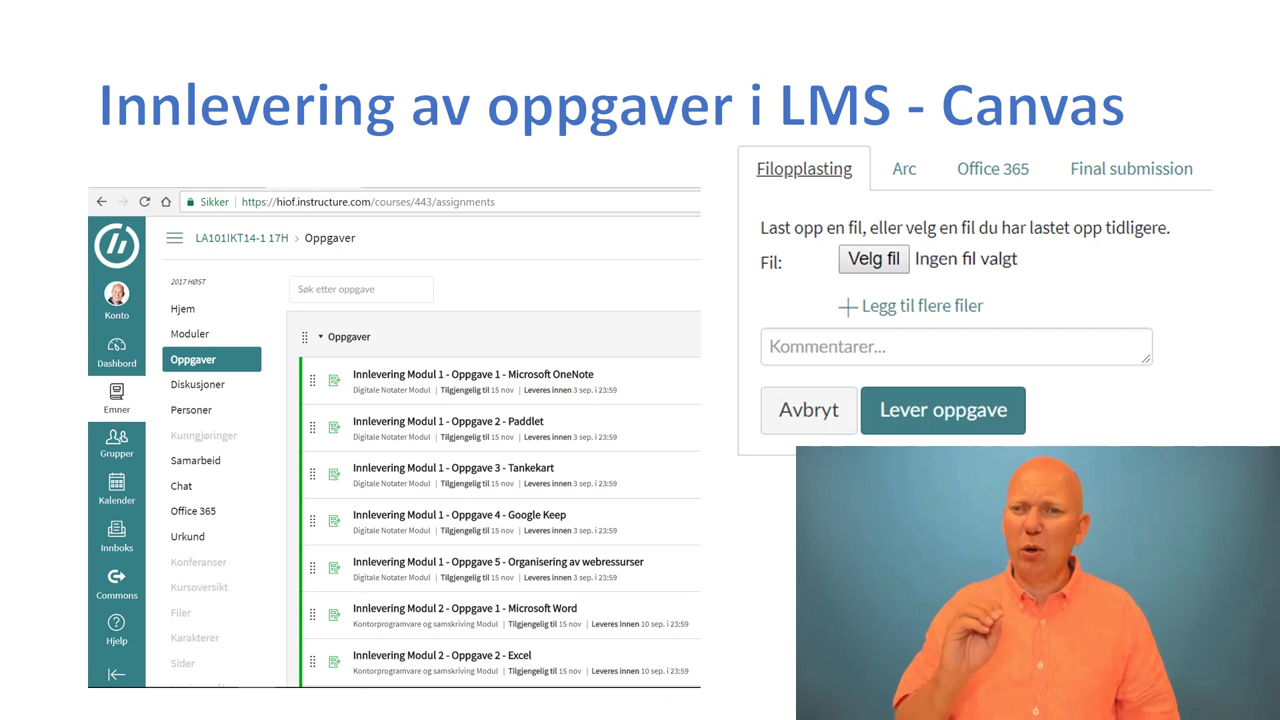 Innlevering av oppgaver i LMS - Canvas
Sikker | https://hiof.instructure.com/courses/443/assignments
LA101IKT14-1 17H > Oppgaver
Konto
Dashbord
Emner
Grupper
Kalender
Innboks
Commons
Hjelp
2017 HØST
Hjem
Moduler
Oppgaver
Diskusjoner
Personer
Kunngjøringer
Samarbeid
Chat
Office 365
Urkund
Konferanser
Kursoversikt
Filer
Karakterer
Sider
Søk etter oppgave
Oppgaver
Innlevering Modul 1 - Oppgave 1 - Microsoft OneNote
Digitale Notater Modul | Tilgjengelig til 15 nov | Leveres innen 3 sep. i 23:59
Innlevering Modul 1 - Oppgave 2 - Paddlet
Digitale Notater Modul | Tilgjengelig til 15 nov | Leveres innen 3 sep. i 23:59
Innlevering Modul 1 - Oppgave 3 - Tankekart
Digitale Notater Modul | Tilgjengelig til 15 nov | Leveres innen 3 sep. i 23:59
Innlevering Modul 1 - Oppgave 4 - Google Keep
Digitale Notater Modul | Tilgjengelig til 15 nov | Leveres innen 3 sep. i 23:59
Innlevering Modul 1 - Oppgave 5 - Organisering av webressurser
Digitale Notater Modul | Tilgjengelig til 15 nov | Leveres innen 3 sep. i 23:59
Innlevering Modul 2 - Oppgave 1 - Microsoft Word
Kontorprogramvare og samskriving Modul | Tilgjengelig til 15 nov | Leveres innen 10 sep. i 23:59
Innlevering Modul 2 - Oppgave 2 - Excel
Kontorprogramvare og samskriving Modul | Tilgjengelig til 15 nov | Leveres innen 10 sep. i 23:59
Filopplasting Arc Office 365 Final submission
Last opp en fil, eller velg en fil du har lastet opp tidligere.
Fil: Velg fil Ingen fil valgt
Legg til flere filer
Kommentarer...
Avbryt Lever oppgave